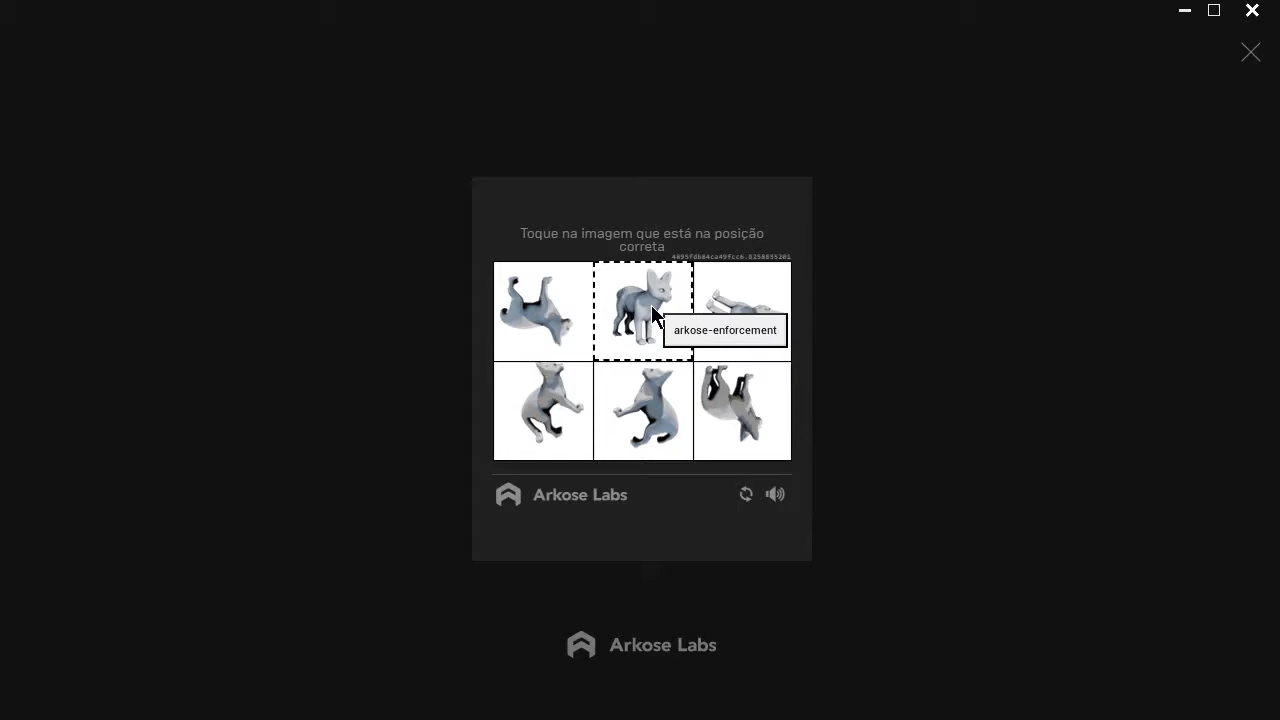 Toque na imagem que está na posição
correta
arkose-enforcement
Arkose Labs
Arkose Labs